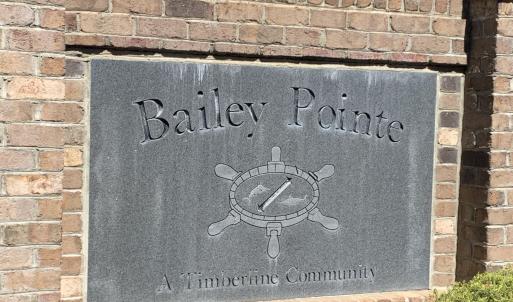 Bailey Pointe
A Timberline Community